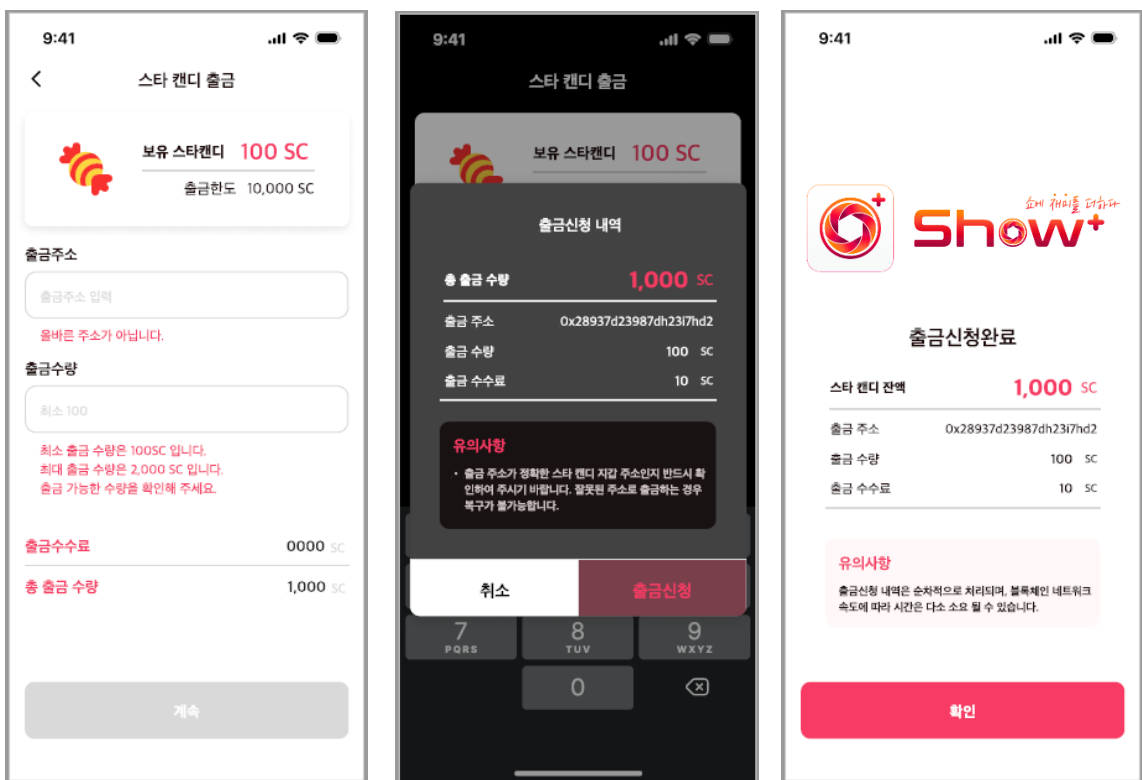 9:41
스타 캔디 출금
보유 스타캔디 100 SC
출금한도 10,000 SC
출금주소
출금주소 입력
올바른 주소가 아닙니다.
출금수량
최소 100
최소 출금 수량은 100SC 입니다.
최대 출금 수량은 2,000 SC 입니다.
출금 가능한 수량을 확인해 주세요.
출금수수료 0000 SC
총 출금 수량 1,000 SC
계속
9:41
스타 캔디 출금
보유 스타캔디 100 SC
출금신청 내역
총 출금 수량 1,000 SC
출금 주소 0x28937d23987dh23i7hd2
출금 수량 100 SC
출금 수수료 10 SC
유의사항
• 출금 주소가 정확한 스타 캔디 지갑 주소인지 반드시 확
인하여 주시기 바랍니다. 잘못된 주소로 출금하는 경우
복구가 불가능합니다.
취소 출금신청
7 8 9
PQRS TUV WXYZ
0
9:41
쇼에 재미를 더하다
Show+
출금신청완료
스타 캔디 잔액 1,000 SC
출금 주소 0x28937d23987dh23i7hd2
출금 수량 100 SC
출금 수수료 10 SC
유의사항
출금신청 내역은 순차적으로 처리되며, 블록체인 네트워크
속도에 따라 시간은 다소 소요 될 수 있습니다.
확인